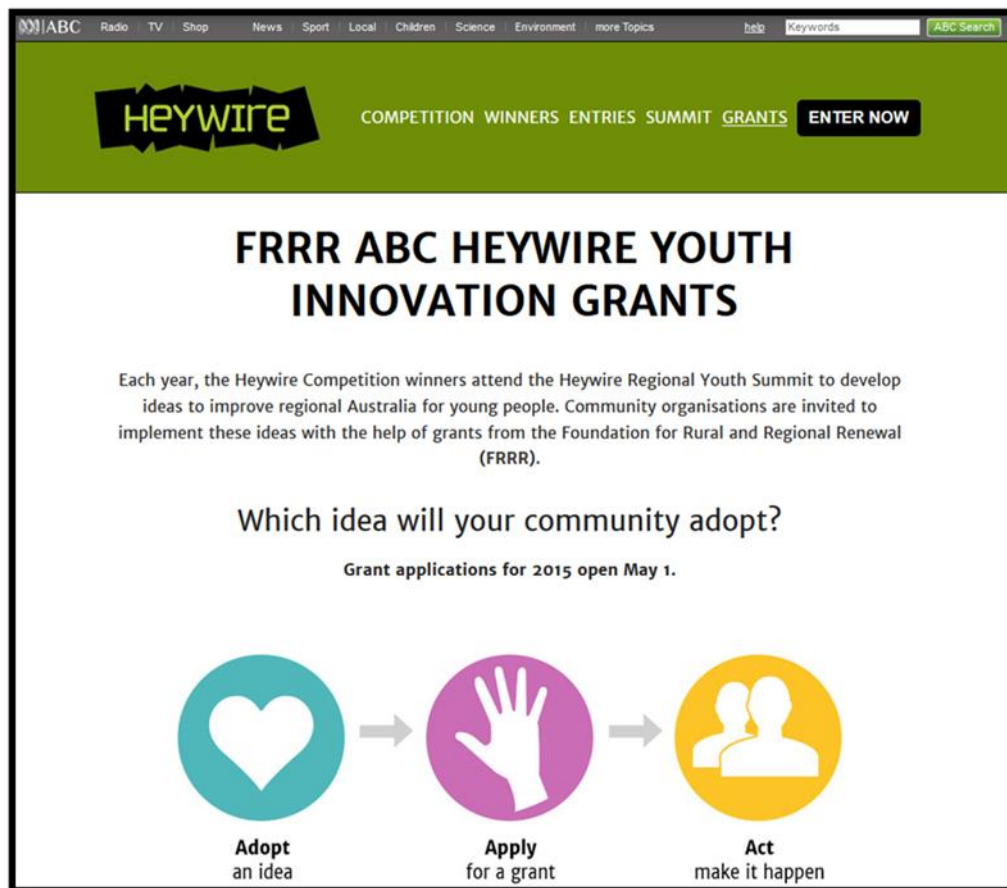 ABC Radio TV Shop News Sport Local Children Science Environment more Topics help Keywords ABC Search
HEYWIRE COMPETITION WINNERS ENTRIES SUMMIT GRANTS ENTER NOW
FRRR ABC HEYWIRE YOUTH
INNOVATION GRANTS
Each year, the Heywire Competition winners attend the Heywire Regional Youth Summit to develop
ideas to improve regional Australia for young people. Community organisations are invited to
implement these ideas with the help of grants from the Foundation for Rural and Regional Renewal
(FRRR).
Which idea will your community adopt?
Grant applications for 2015 open May 1.
Adopt
an idea
Apply
for a grant
Act
make it happen